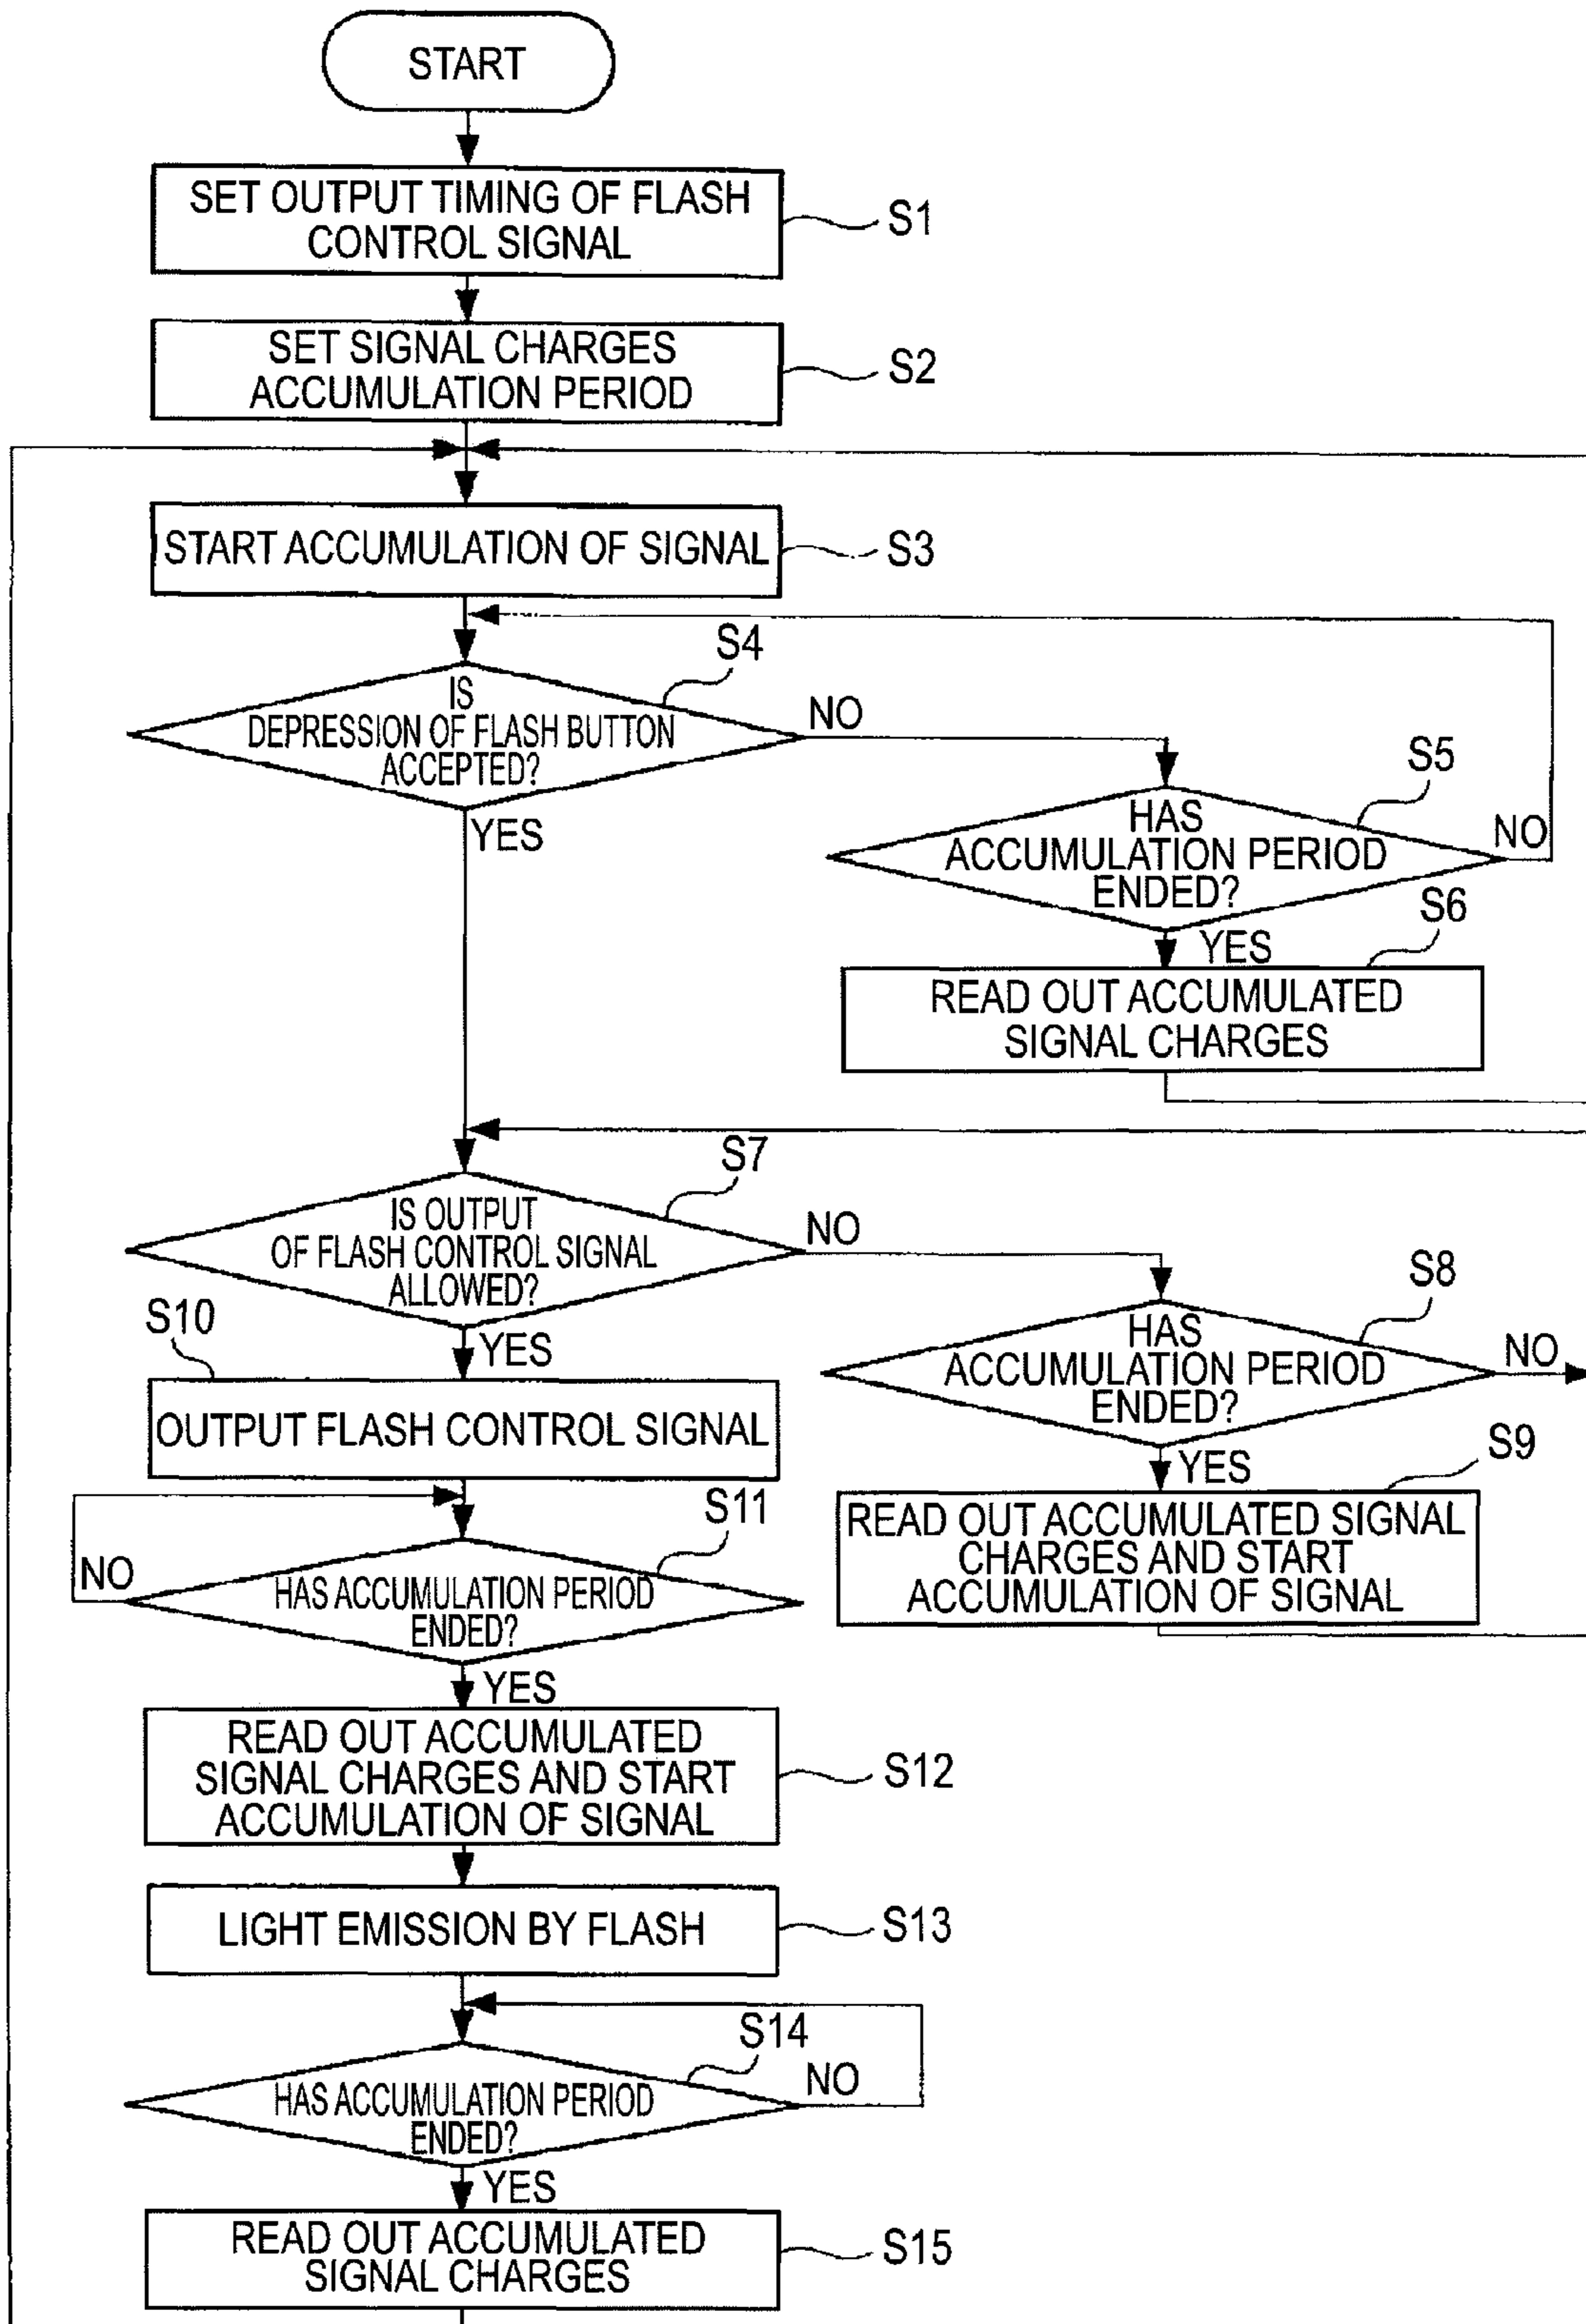 START
SET OUTPUT TIMING OF FLASH
CONTROL SIGNAL
S1
SET SIGNAL CHARGES
ACCUMULATION PERIOD
S2
START ACCUMULATION OF SIGNAL
S3
S4
IS
DEPRESSION OF FLASH BUTTON
ACCEPTED?
NO
YES
S5
HAS
ACCUMULATION PERIOD
ENDED?
NO
YES
S6
READ OUT ACCUMULATED
SIGNAL CHARGES
S7
IS OUTPUT
OF FLASH CONTROL SIGNAL
ALLOWED?
NO
YES
S8
HAS
ACCUMULATION PERIOD
ENDED?
NO
YES
S9
READ OUT ACCUMULATED SIGNAL
CHARGES AND START
ACCUMULATION OF SIGNAL
S10
OUTPUT FLASH CONTROL SIGNAL
S11
HAS ACCUMULATION PERIOD
ENDED?
NO
YES
READ OUT ACCUMULATED
SIGNAL CHARGES AND START
ACCUMULATION OF SIGNAL
S12
LIGHT EMISSION BY FLASH
S13
S14
HAS ACCUMULATION PERIOD
ENDED?
NO
YES
READ OUT ACCUMULATED
SIGNAL CHARGES
S15